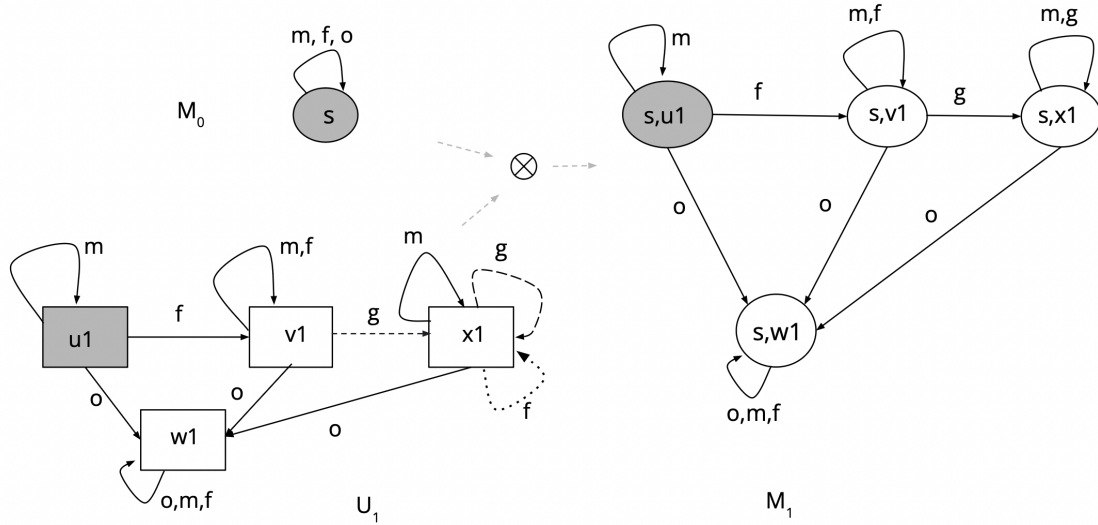 m, f, o
M0
s
m
f
m,f
g
m,g
s,u1
s,v1
s,x1
o
o
o
s,w1
o,m,f
M1
m
f
m,f
g
m
g
u1
v1
x1
f
o
o
o
w1
o,m,f
U1